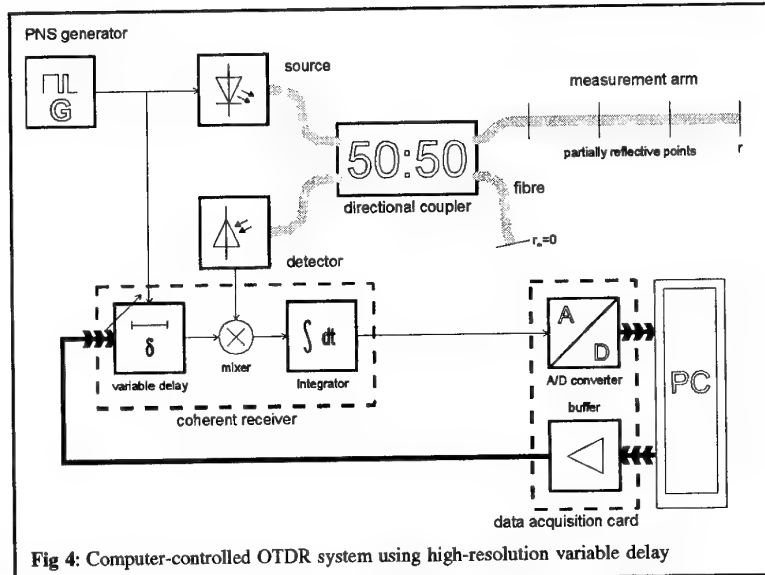 PNS generator
G
source
measurement arm
50:50
partially reflective points
r
directional coupler
fibre
rₘ=0
detector
δ
variable delay
mixer
∫ dt
Integrator
coherent receiver
A
D
A/D converter
PC
buffer
data acquisition card
Fig 4: Computer-controlled OTDR system using high-resolution variable delay